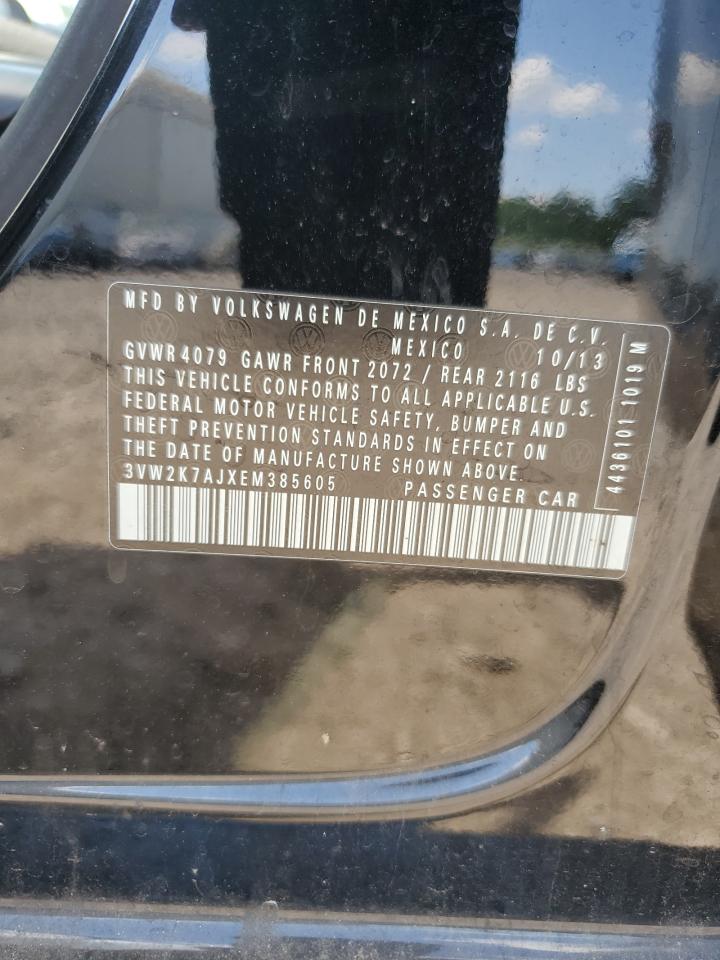 MFD BY VOLKSWAGEN DE MEXICO S.A. DE C.V.
MEXICO 10/13
GVWR 4079 GAWR FRONT 2072 / REAR 2116 LBS
THIS VEHICLE CONFORMS TO ALL APPLICABLE U.S.
FEDERAL MOTOR VEHICLE SAFETY, BUMPER AND
THEFT PREVENTION STANDARDS IN EFFECT ON
THE DATE OF MANUFACTURE SHOWN ABOVE.
3VW2K7AJXEM385605 PASSENGER CAR
4436101 1019 M